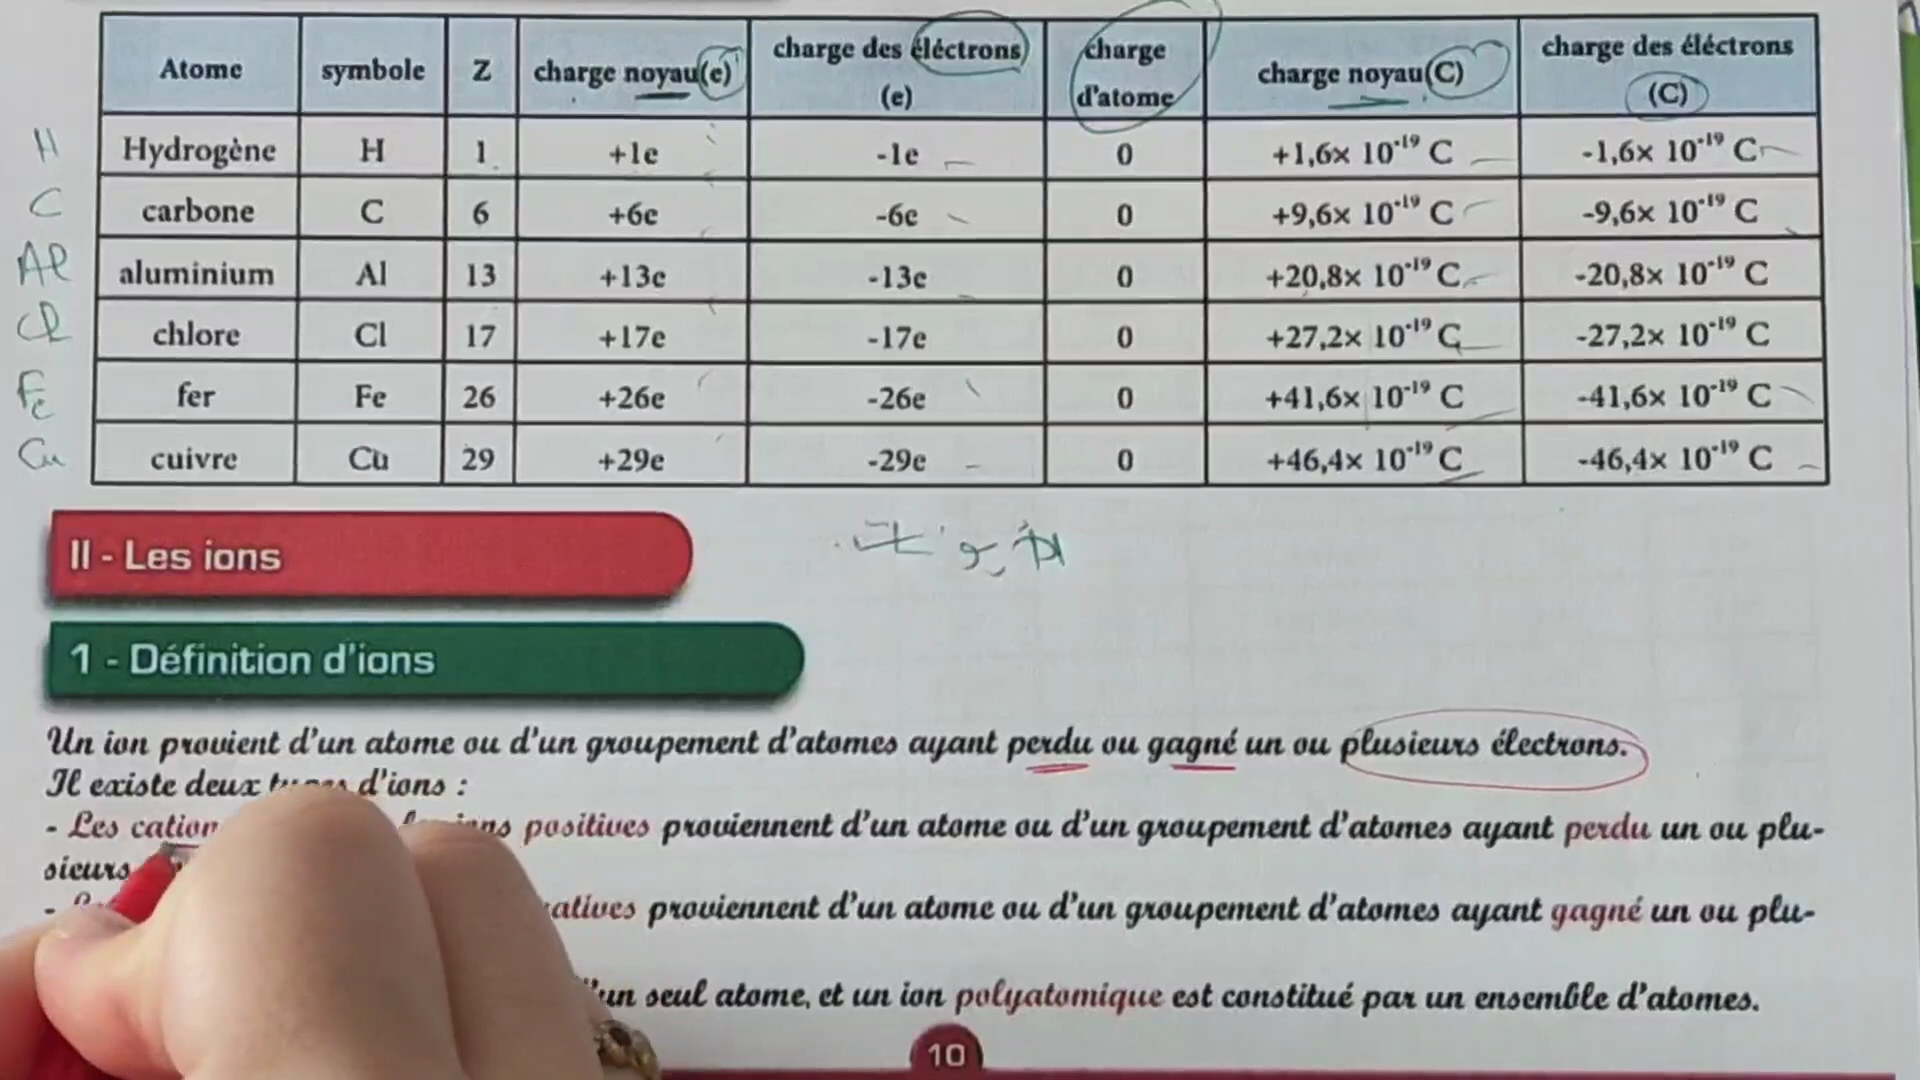 Atome symbole Z charge noyau(e) charge des éléctrons (e) charge d'atome charge noyau(C) charge des éléctrons (C)
H Hydrogène H 1 +1e -1e 0 +1,6× 10⁻¹⁹ C -1,6× 10⁻¹⁹ C
C carbone C 6 +6e -6e 0 +9,6× 10⁻¹⁹ C -9,6× 10⁻¹⁹ C
Al aluminium Al 13 +13e -13e 0 +20,8× 10⁻¹⁹ C -20,8× 10⁻¹⁹ C
Cl chlore Cl 17 +17e -17e 0 +27,2× 10⁻¹⁹ C -27,2× 10⁻¹⁹ C
Fe fer Fe 26 +26e -26e 0 +41,6× 10⁻¹⁹ C -41,6× 10⁻¹⁹ C
Cu cuivre Cu 29 +29e -29e 0 +46,4× 10⁻¹⁹ C -46,4× 10⁻¹⁹ C
II - Les ions
1 - Définition d'ions
Un ion provient d'un atome ou d'un groupement d'atomes ayant perdu ou gagné un ou plusieurs électrons.
Il existe deux d'ions :
- Les positives proviennent d'un atome ou d'un groupement d'atomes ayant perdu un ou plu-
sieurs
- proviennent d'un atome ou d'un groupement d'atomes ayant gagné un ou plu-
seul atome, et un ion polyatomique est constitué par un ensemble d'atomes.
10